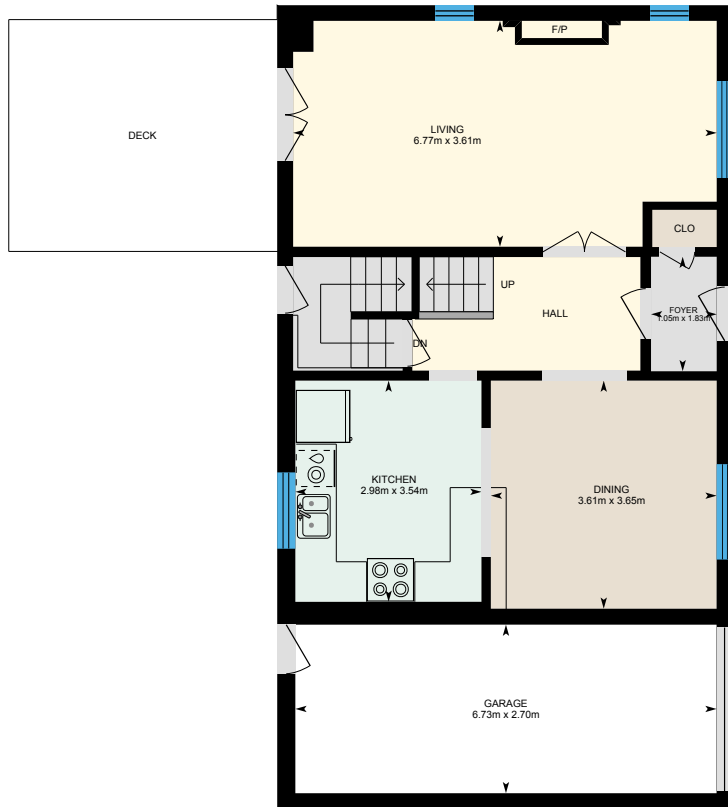 F/P
LIVING
6.77m x 3.61m
DECK
CLO
UP
HALL
FOYER
1.05m x 1.83m
DN
KITCHEN
2.98m x 3.54m
DINING
3.61m x 3.65m
GARAGE
6.73m x 2.70m